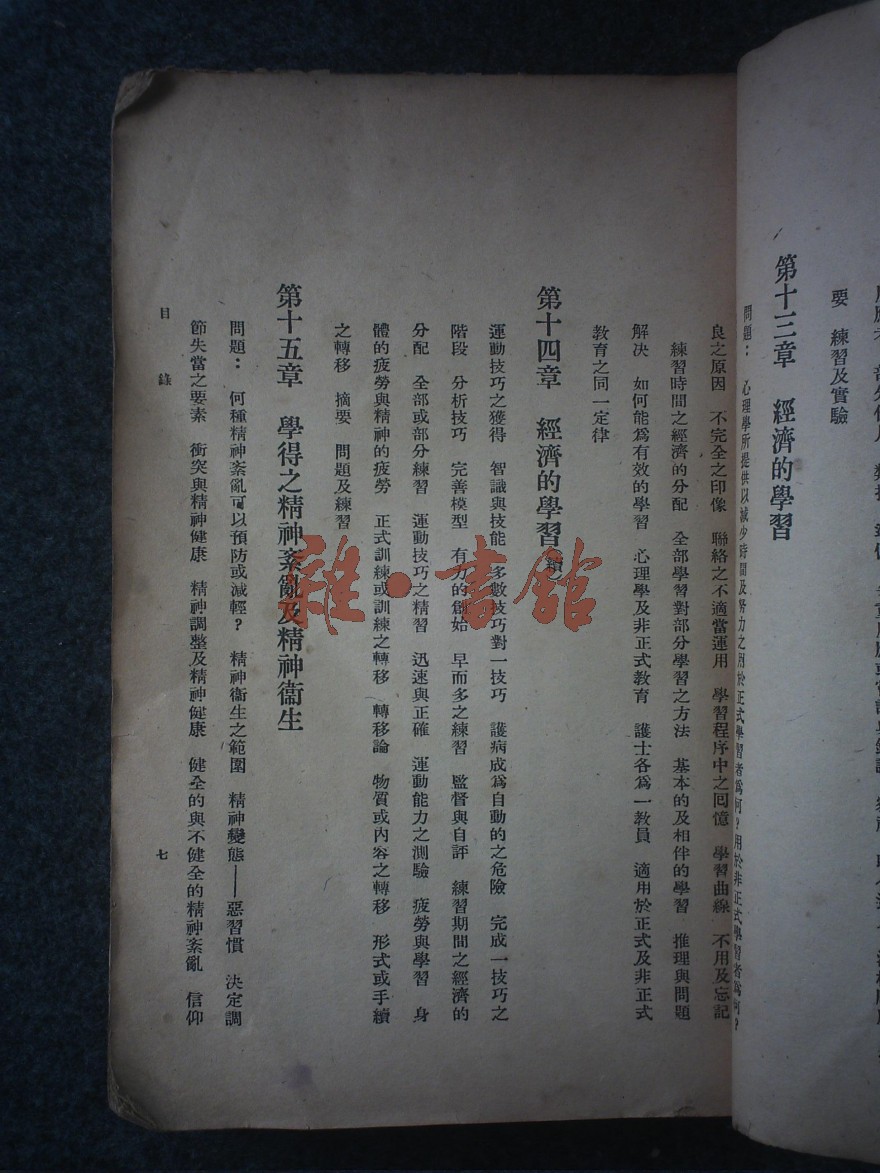 要　練習及實驗
第十三章　經濟的學習
問題：　心理學所提供以減少時間及努力之用於正式學習者爲何？用於非正式學習者爲何？
良之原因　不完全之印像　聯絡之不適當運用　學習程序中之回憶　學習曲線　不用及忘記
練習時間之經濟的分配　全部學習對部分學習之方法　基本的及相伴的學習　推理與問題
解決　如何能爲有效的學習　心理學及非正式教育　護士各爲一教員　適用於正式及非正式
教育之同一定律
第十四章　經濟的學習（續）
運動技巧之獲得　智識與技能　多數技巧對一技巧　護病成爲自動的之危險　完成一技巧之
階段　分析技巧　完善模型　有力的創始　早而多之練習　監督與自評　練習期間之經濟的
分配　全部或部分練習　運動技巧之精習　迅速與正確　運動能力之測驗　疲勞與學習　身
體的疲勞與精神的疲勞　正式訓練或訓練之轉移　轉移論　物質或內容之轉移　形式或手續
之轉移　摘要　問題及練習
第十五章　學得之精神紊亂及精神衞生
問題：　何種精神紊亂可以預防或減輕？　精神衞生之範圍　精神變態——惡習慣　決定調
節失當之要素　衝突與精神健康　精神調整及精神健康　健全的與不健全的精神紊亂　信仰
目錄
七
雜·書館